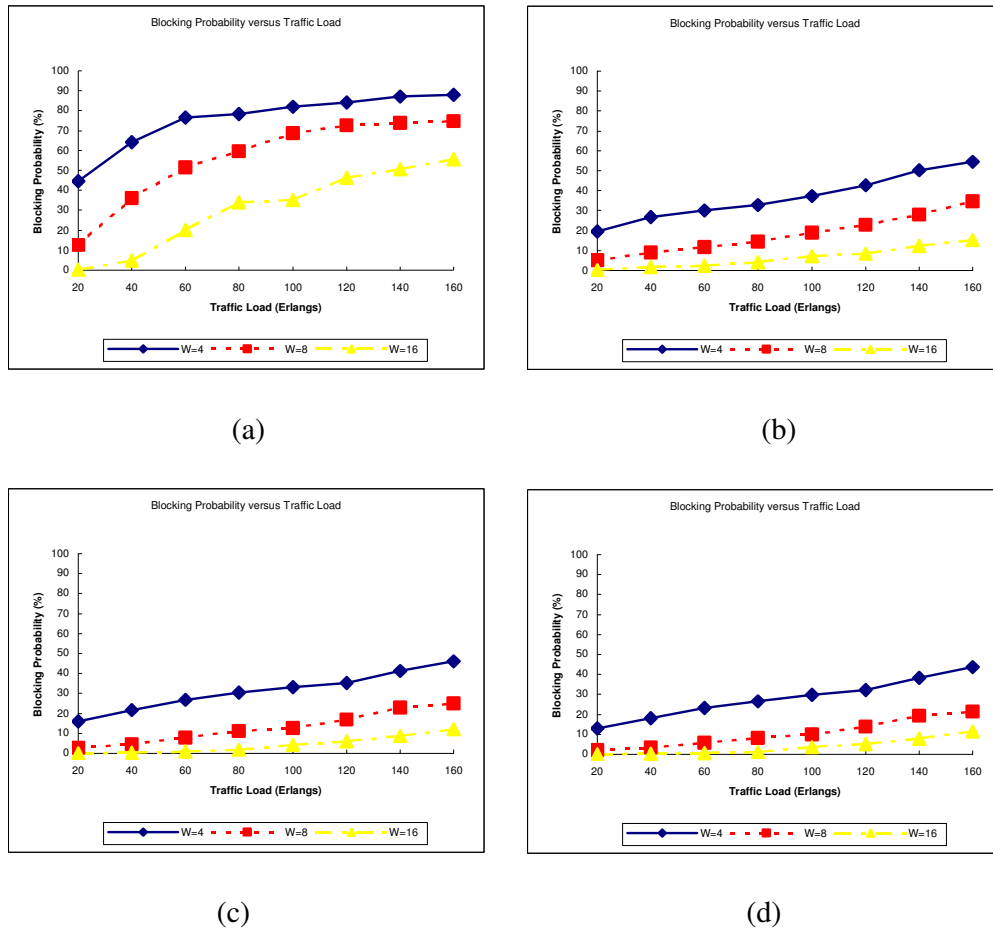 Blocking Probability versus Traffic Load
100
90
80
70
60
50
40
30
20
10
0
Blocking Probability (%)
20 40 60 80 100 120 140 160
Traffic Load (Erlangs)
W=4 W=8 W=16
(a)
Blocking Probability versus Traffic Load
100
90
80
70
60
50
40
30
20
10
0
Blocking Probability (%)
20 40 60 80 100 120 140 160
Traffic Load (Erlangs)
W=4 W=8 W=16
(b)
Blocking Probability versus Traffic Load
100
90
80
70
60
50
40
30
20
10
0
Blocking Probability (%)
20 40 60 80 100 120 140 160
Traffic Load (Erlangs)
W=4 W=8 W=16
(c)
Blocking Probability versus Traffic Load
100
90
80
70
60
50
40
30
20
10
0
Blocking Probability (%)
20 40 60 80 100 120 140 160
Traffic Load (Erlangs)
W=4 W=8 W=16
(d)